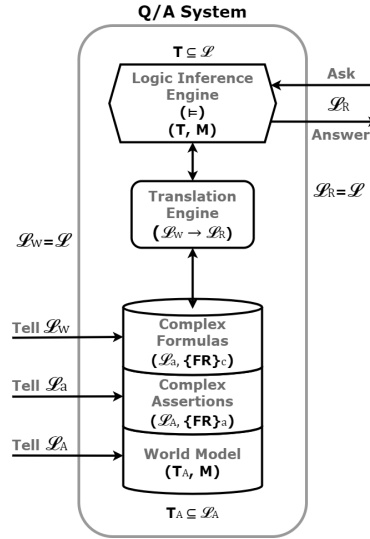 Q/A System
T ⊆ ℒ
Logic Inference
Engine
(⊨)
(T, M)
Ask
ℒR
Answer
Translation
Engine
(ℒW → ℒR)
ℒR=ℒ
ℒW=ℒ
Tell ℒW
Complex
Formulas
(ℒa, {FR}c)
Tell ℒa
Complex
Assertions
(ℒA, {FR}a)
Tell ℒA
World Model
(TA, M)
TA ⊆ ℒA